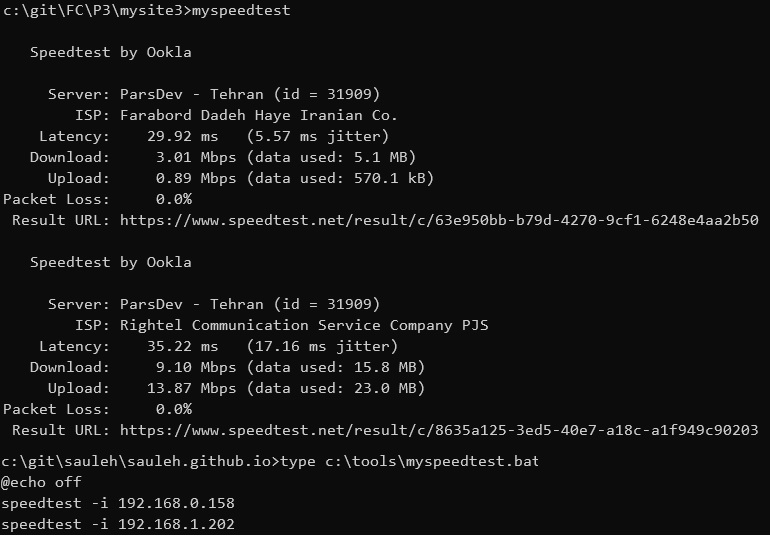 c:\git\FC\P3\mysite3>myspeedtest
Speedtest by Ookla
Server: ParsDev - Tehran (id = 31909)
ISP: Farabord Dadeh Haye Iranian Co.
Latency: 29.92 ms (5.57 ms jitter)
Download: 3.01 Mbps (data used: 5.1 MB)
Upload: 0.89 Mbps (data used: 570.1 kB)
Packet Loss: 0.0%
Result URL: https://www.speedtest.net/result/c/63e950bb-b79d-4270-9cf1-6248e4aa2b50
Speedtest by Ookla
Server: ParsDev - Tehran (id = 31909)
ISP: Rightel Communication Service Company PJS
Latency: 35.22 ms (17.16 ms jitter)
Download: 9.10 Mbps (data used: 15.8 MB)
Upload: 13.87 Mbps (data used: 23.0 MB)
Packet Loss: 0.0%
Result URL: https://www.speedtest.net/result/c/8635a125-3ed5-40e7-a18c-a1f949c90203
c:\git\sauleh\sauleh.github.io>type c:\tools\myspeedtest.bat
@echo off
speedtest -i 192.168.0.158
speedtest -i 192.168.1.202